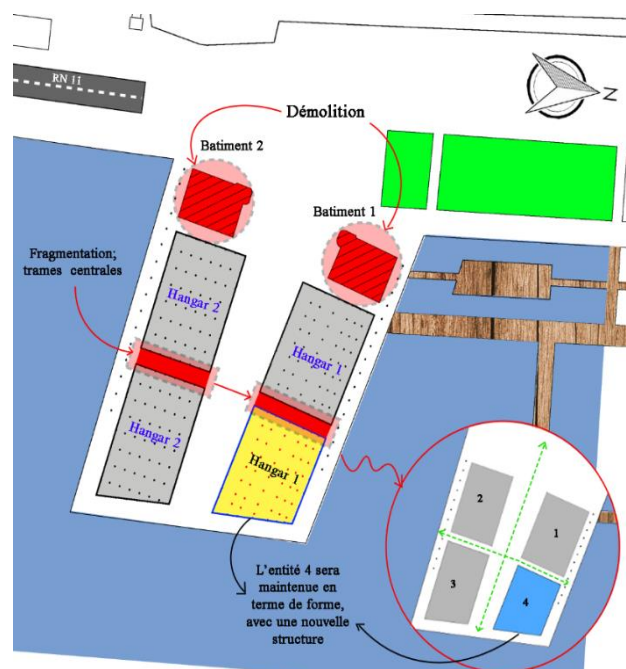 RN 11
N
Démolition
Batiment 2
Batiment 1
Fragmentation;
trames centrales
Hangar 2
Hangar 1
Hangar 2
Hangar 1
2
1
3
4
L'entité 4 sera
maintenue en
terme de forme,
avec une nouvelle
structure